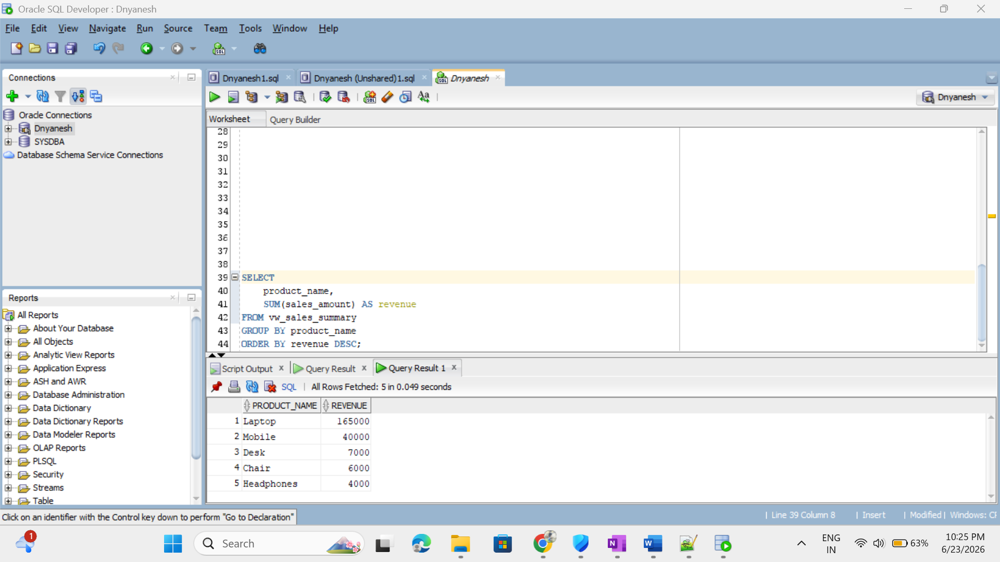 Oracle SQL Developer : Dnyanesh
File Edit View Navigate Run Source Team Tools Window Help
Connections
Dnyanesh1.sql
Dnyanesh (Unshared)1.sql
Dnyanesh
Dnyanesh
Worksheet
Query Builder
Oracle Connections
Dnyanesh
SYSDBA
Database Schema Service Connections
28
29
30
31
32
33
34
35
36
37
38
39 SELECT
40 product_name,
41 SUM(sales_amount) AS revenue
42 FROM vw_sales_summary
43 GROUP BY product_name
44 ORDER BY revenue DESC;
Reports
All Reports
About Your Database
All Objects
Analytic View Reports
Application Express
ASH and AWR
Database Administration
Data Dictionary
Data Dictionary Reports
Data Modeler Reports
OLAP Reports
PLSQL
Security
Streams
Table
Script Output
Query Result
Query Result 1
SQL | All Rows Fetched: 5 in 0.049 seconds
PRODUCT_NAME REVENUE
1 Laptop 165000
2 Mobile 40000
3 Desk 7000
4 Chair 6000
5 Headphones 4000
Click on an identifier with the Control key down to perform "Go to Declaration"
| Line 39 Column 8 | Insert | Modified | Windows: CF
1
Search
ENG
IN
63%
10:25 PM
6/23/2026